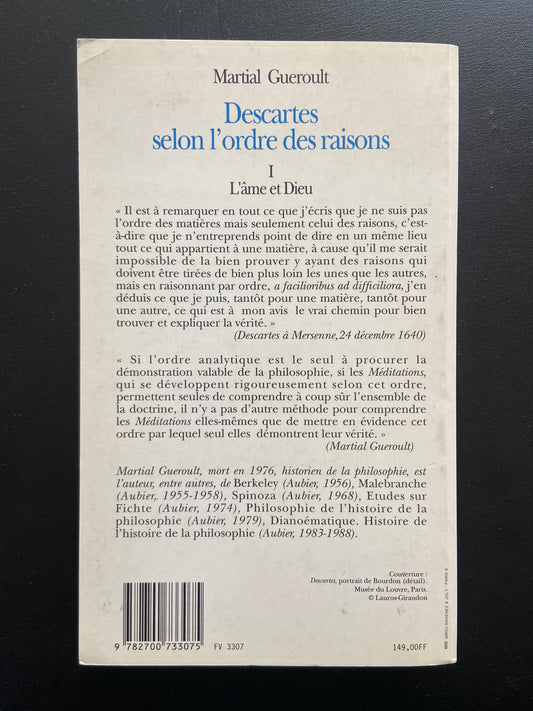 Martial Gueroult
Descartes
selon l'ordre des raisons
I
L'âme et Dieu
« Il est à remarquer en tout ce que j'écris que je ne suis pas
l'ordre des matières mais seulement celui des raisons, c'est-
à-dire que je n'entreprends point de dire en un même lieu
tout ce qui appartient à une matière, à cause qu'il me serait
impossible de la bien prouver y ayant des raisons qui
doivent être tirées de bien plus loin les unes que les autres,
mais en raisonnant par ordre, a facilioribus ad difficiliora, j'en
déduis ce que je puis, tantôt pour une matière, tantôt pour
une autre, ce qui est à mon avis le vrai chemin pour bien
trouver et expliquer la vérité. »
(Descartes à Mersenne, 24 décembre 1640)
« Si l'ordre analytique est le seul à procurer la
démonstration valable de la philosophie, si les Méditations,
qui se développent rigoureusement selon cet ordre,
permettent seules de comprendre à coup sûr l'ensemble de
la doctrine, il n'y a pas d'autre méthode pour comprendre
les Méditations elles-mêmes que de mettre en évidence cet
ordre par lequel seul elles démontrent leur vérité. »
(Martial Gueroult)
Martial Gueroult, mort en 1976, historien de la philosophie, est
l'auteur, entre autres, de Berkeley (Aubier, 1956), Malebranche
(Aubier, 1955-1958), Spinoza (Aubier, 1968), Etudes sur
Fichte (Aubier, 1974), Philosophie de l'histoire de la
philosophie (Aubier, 1979), Dianoématique. Histoire de
l'histoire de la philosophie (Aubier, 1983-1988).
Couverture :
Descartes, portrait de Bourdon (détail).
Musée du Louvre, Paris.
© Lauros-Giraudon
9 782700 733075
FV 3307
149,00FF
GROU-RADENEZ & JOLY · PARIS 6